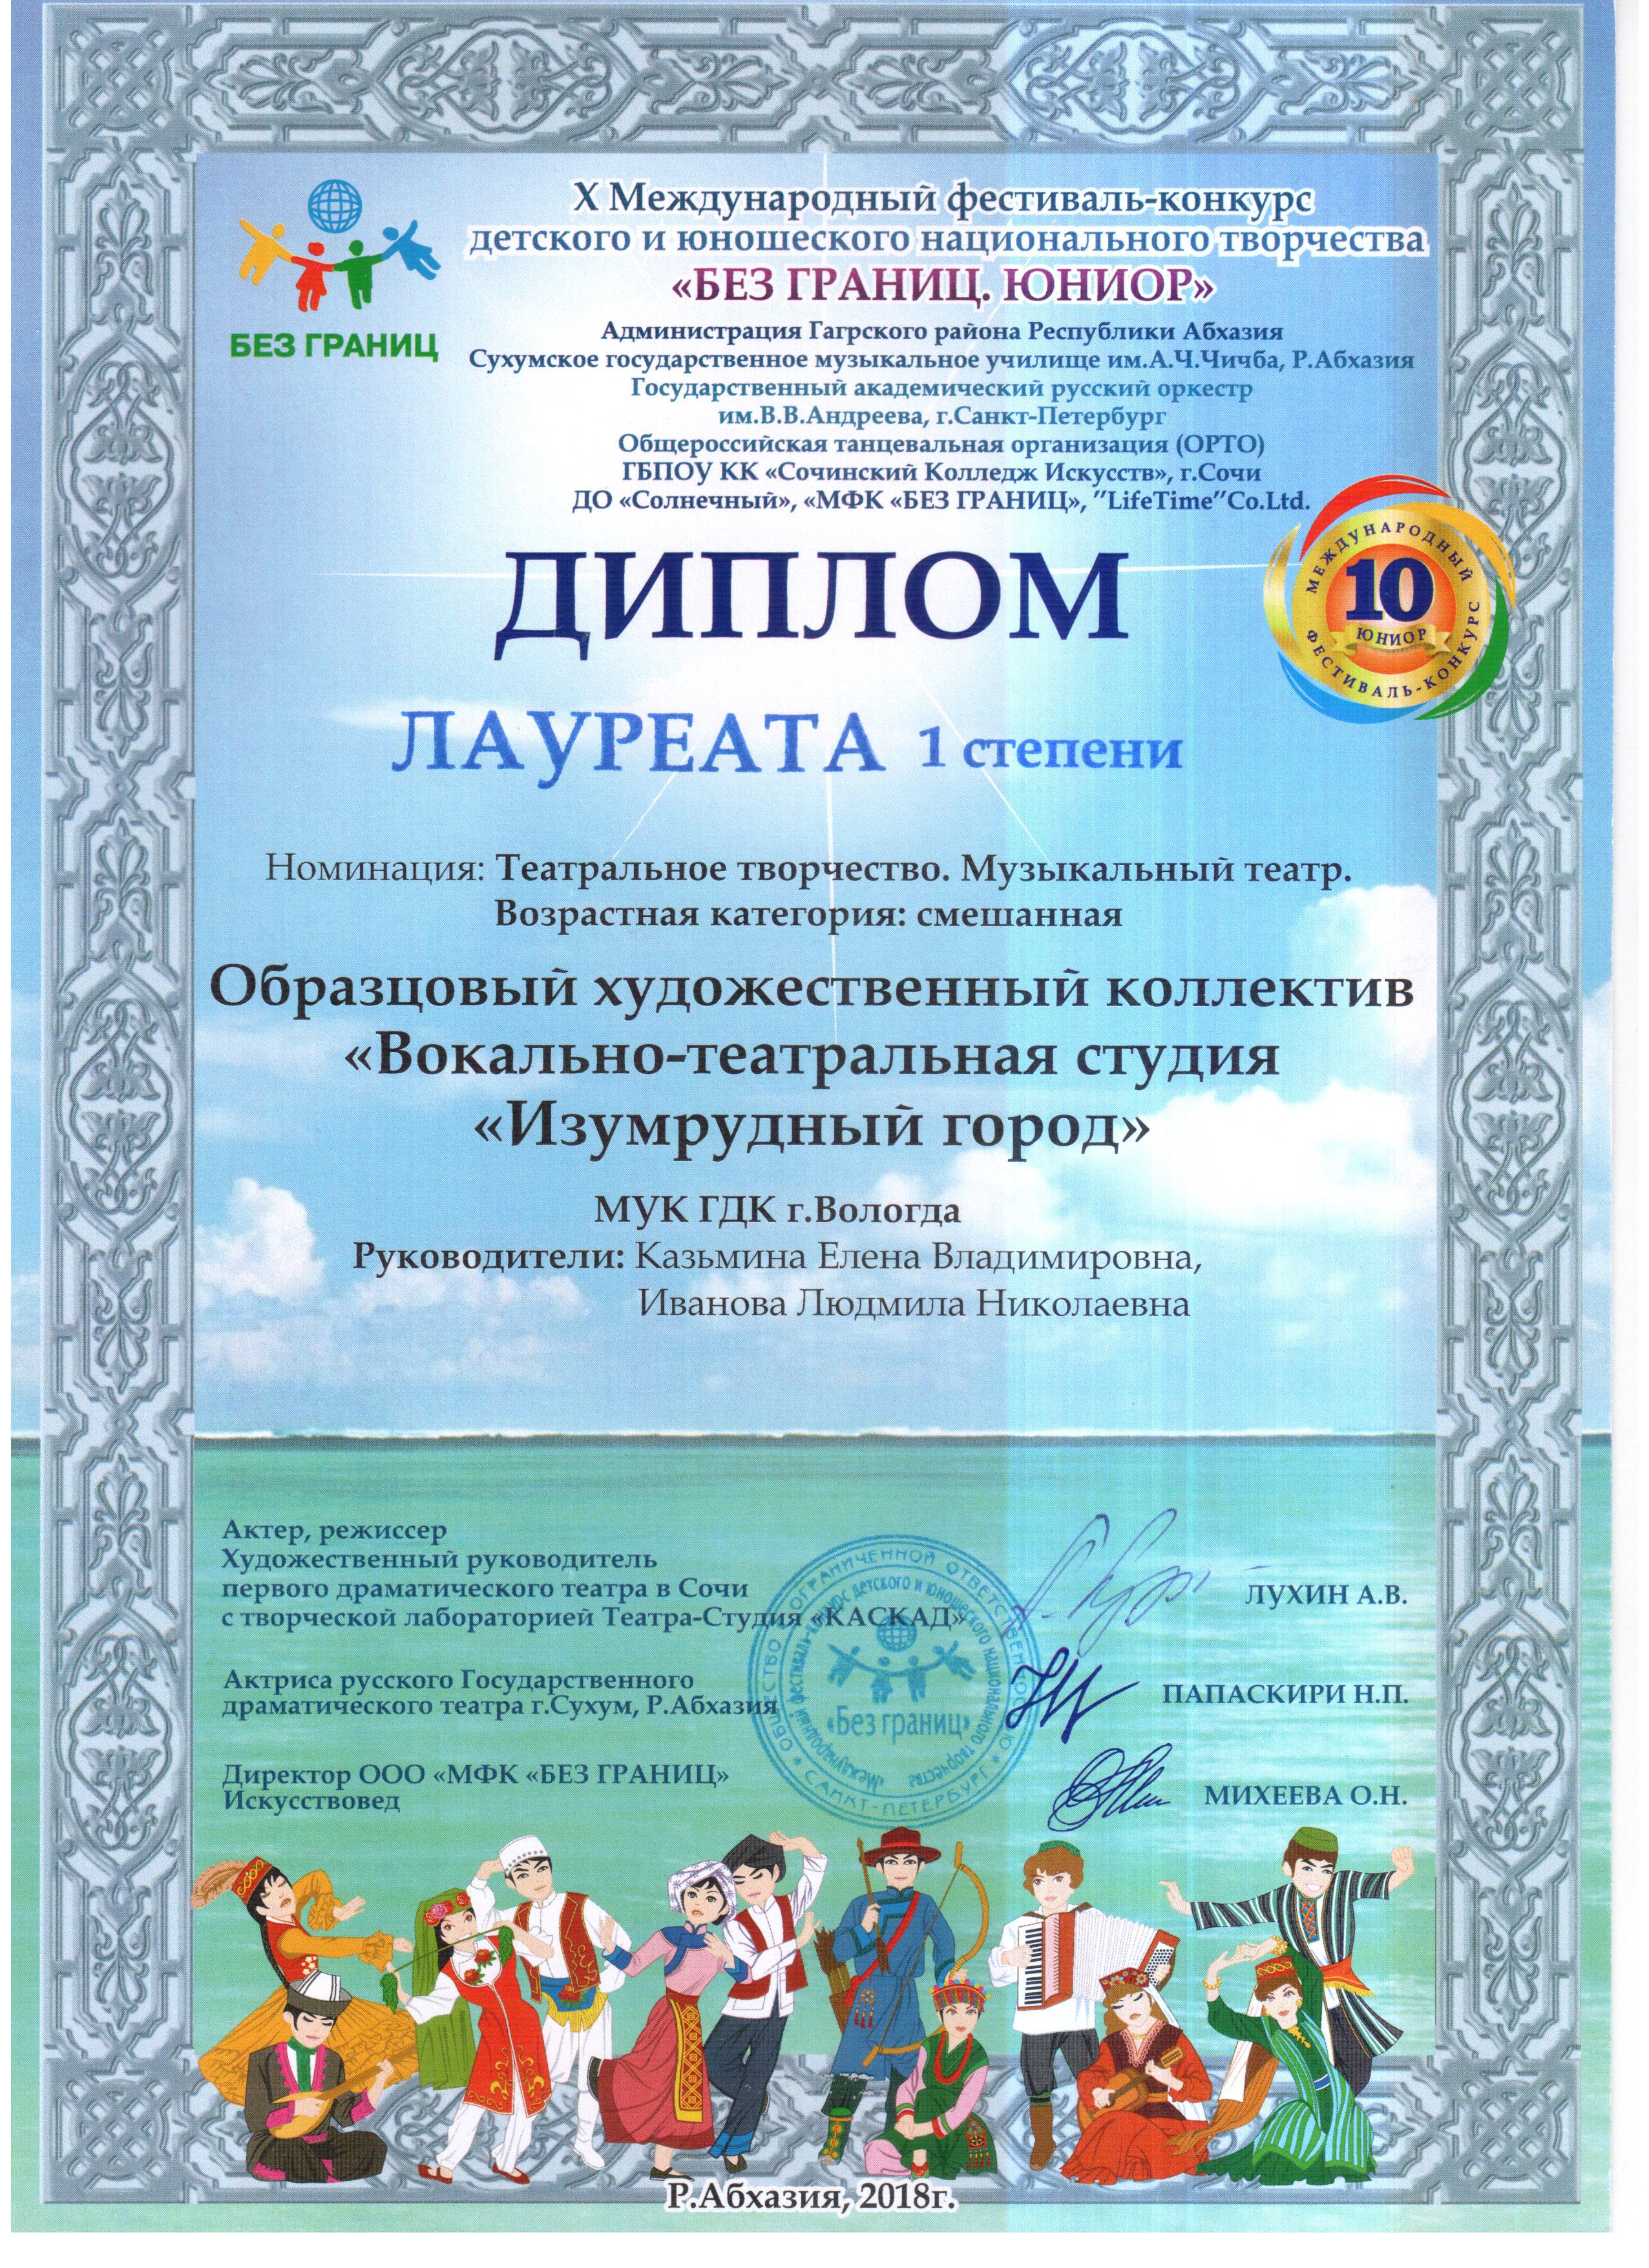 БЕЗ ГРАНИЦ
X Международный фестиваль-конкурс
детского и юношеского национального творчества
«БЕЗ ГРАНИЦ. ЮНИОР»
Администрация Гагрского района Республики Абхазия
Сухумское государственное музыкальное училище им.А.Ч.Чичба, Р.Абхазия
Государственный академический русский оркестр
им.В.В.Андреева, г.Санкт-Петербург
Общероссийская танцевальная организация (ОРТО)
ГБПОУ КК «Сочинский Колледж Искусств», г.Сочи
ДО «Солнечный», «МФК «БЕЗ ГРАНИЦ», ”LifeTime”Co.Ltd.
МЕЖДУНАРОДНЫЙ
10
ЮНИОР
ФЕСТИВАЛЬ-КОНКУРС
ДИПЛОМ
ЛАУРЕАТА 1 степени
Номинация: Театральное творчество. Музыкальный театр.
Возрастная категория: смешанная
Образцовый художественный коллектив
«Вокально-театральная студия
«Изумрудный город»
МУК ГДК г.Вологда
Руководители: Казьмина Елена Владимировна,
Иванова Людмила Николаевна
Актер, режиссер
Художественный руководитель
первого драматического театра в Сочи
с творческой лабораторией Театра-Студия «КАСКАД»
ЛУХИН А.В.
Актриса русского Государственного
драматического театра г.Сухум, Р.Абхазия
ПАПАСКИРИ Н.П.
Директор ООО «МФК «БЕЗ ГРАНИЦ»
Искусствовед
МИХЕЕВА О.Н.
ОБЩЕСТВО С ОГРАНИЧЕННОЙ ОТВЕТСТВЕННОСТЬЮ
САНКТ-ПЕТЕРБУРГ
«Международный фестиваль-конкурс детского и юношеского национального творчества
«Без границ»
Р.Абхазия, 2018г.